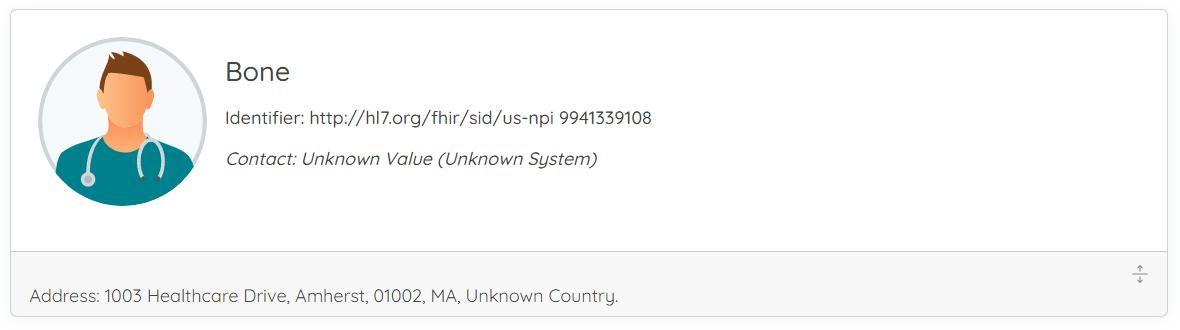 Bone
Identifier: http://hl7.org/fhir/sid/us-npi 9941339108
Contact: Unknown Value (Unknown System)
Address: 1003 Healthcare Drive, Amherst, 01002, MA, Unknown Country.